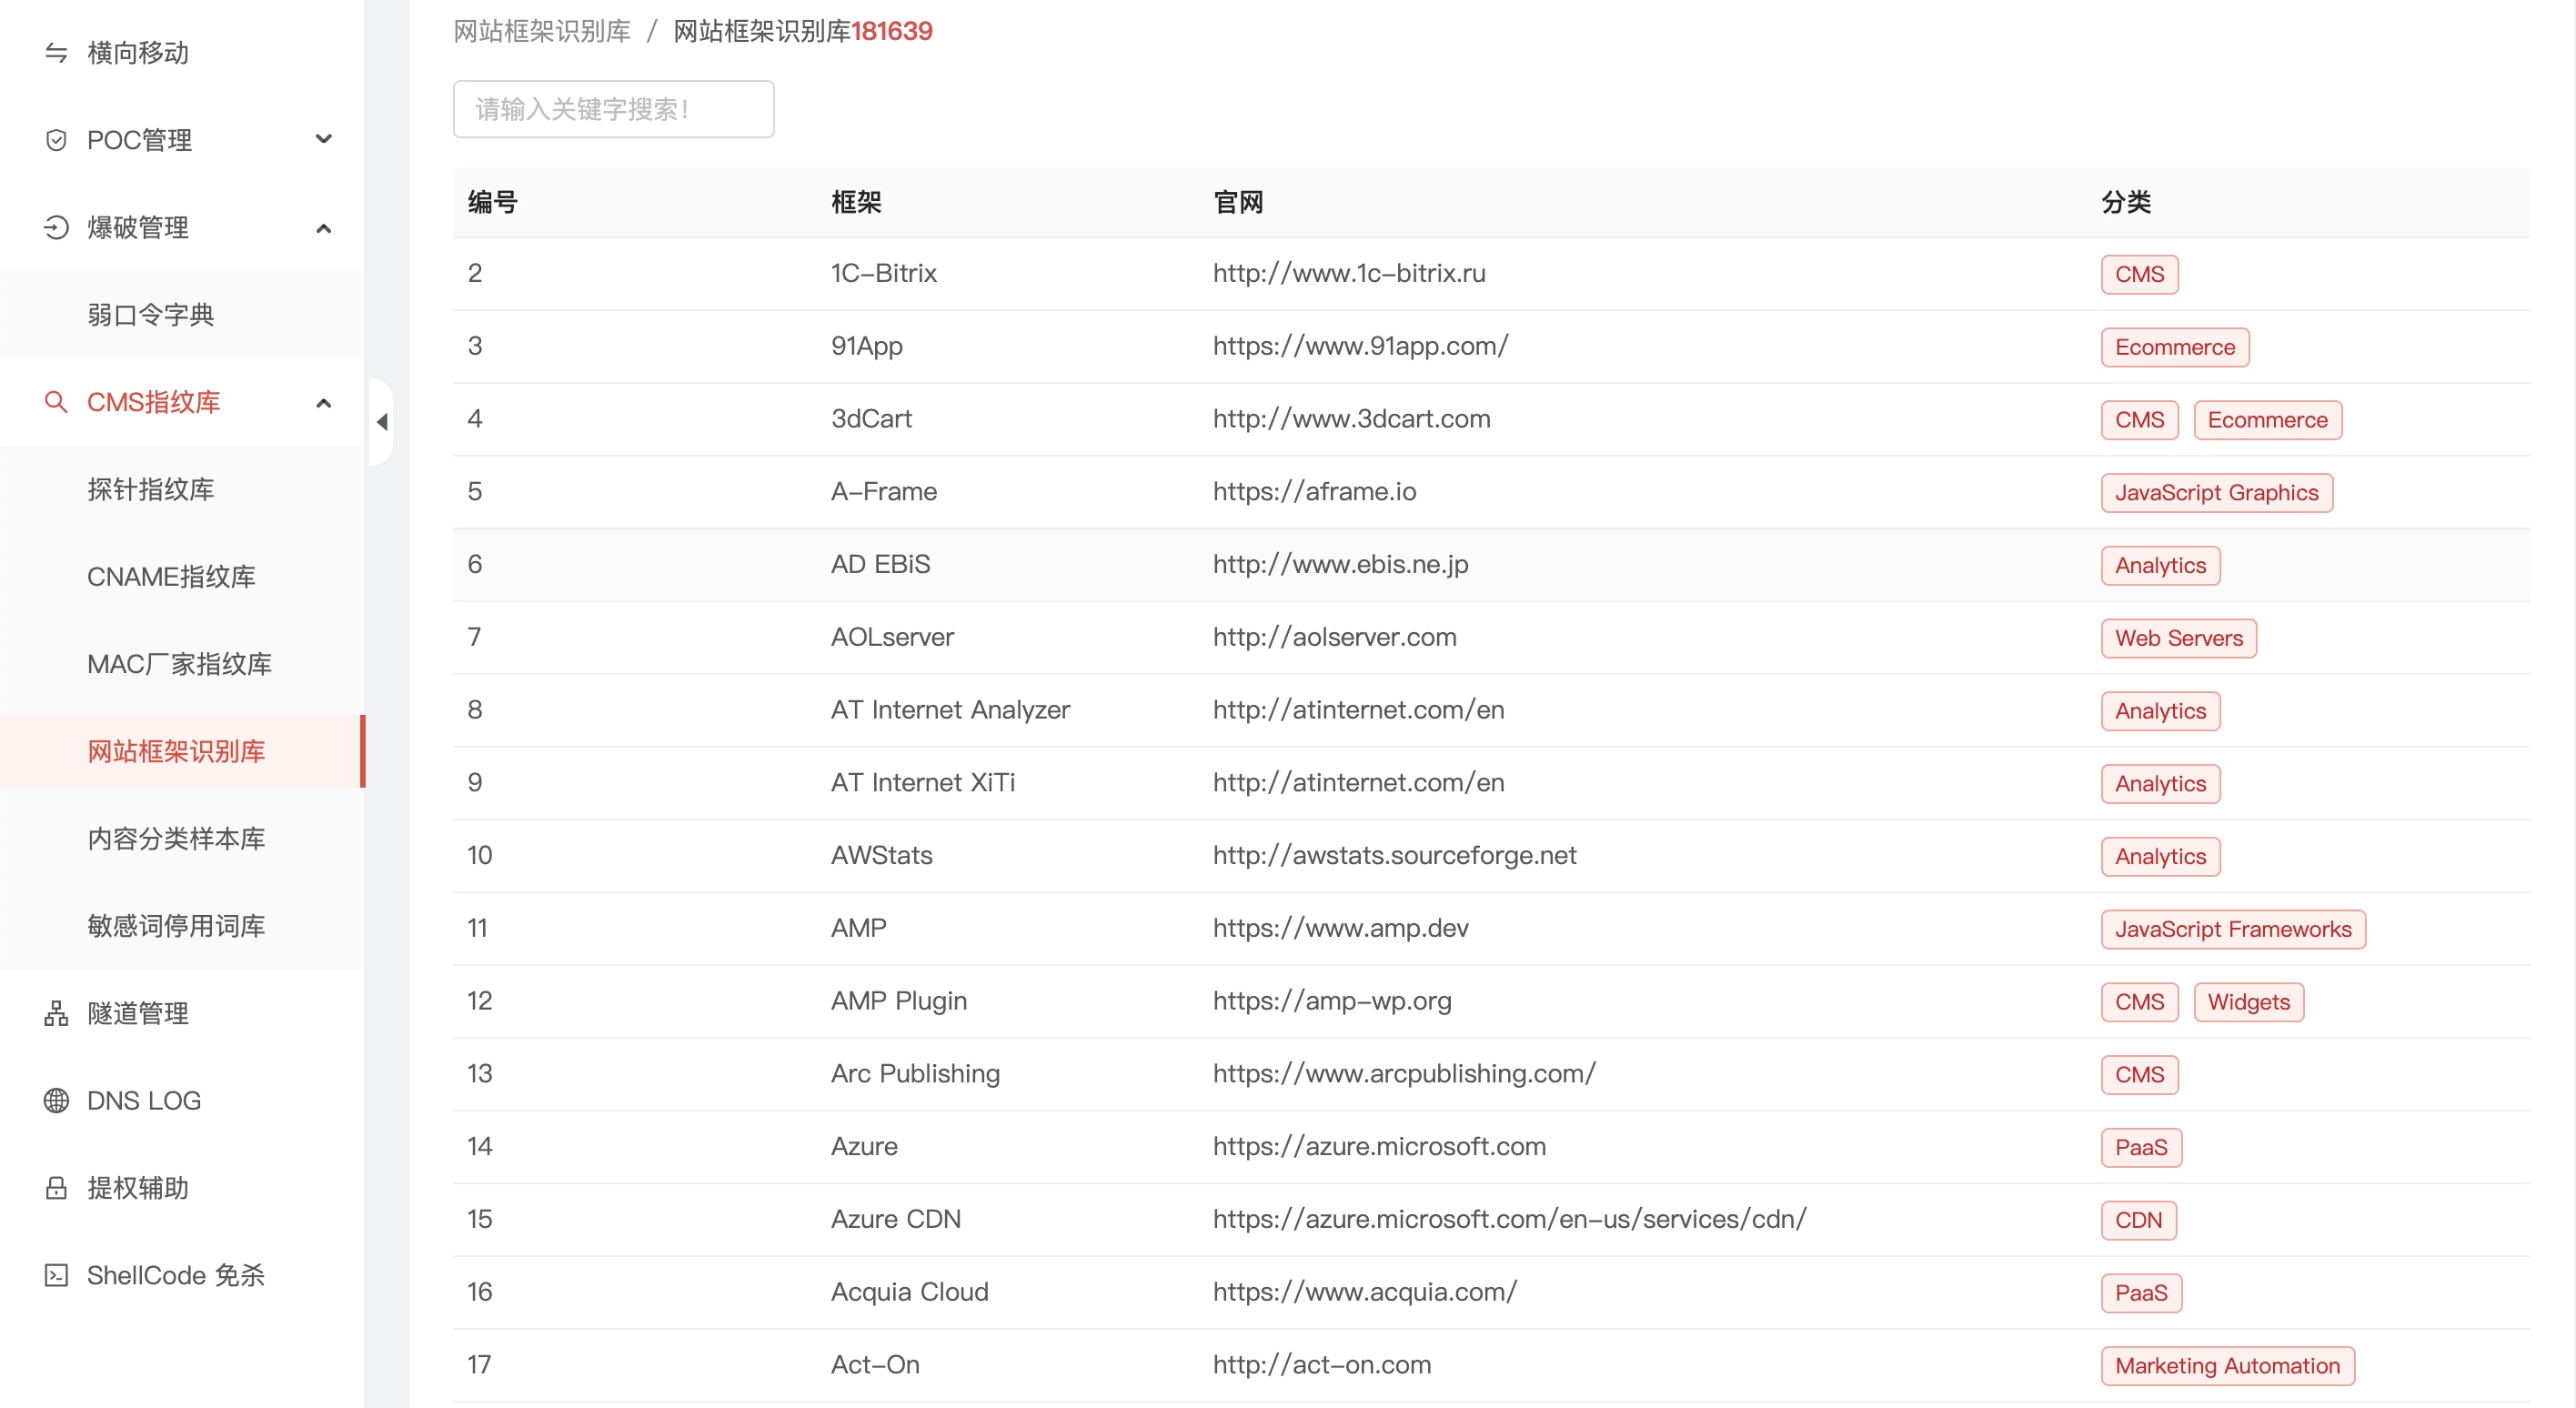 横向移动
POC管理
爆破管理
弱口令字典
CMS指纹库
探针指纹库
CNAME指纹库
MAC厂家指纹库
网站框架识别库
内容分类样本库
敏感词停用词库
隧道管理
DNS LOG
提权辅助
ShellCode 免杀
网站框架识别库 / 网站框架识别库181639
请输入关键字搜索!
编号 框架 官网 分类
2 1C-Bitrix http://www.1c-bitrix.ru CMS
3 91App https://www.91app.com/ Ecommerce
4 3dCart http://www.3dcart.com CMS Ecommerce
5 A-Frame https://aframe.io JavaScript Graphics
6 AD EBiS http://www.ebis.ne.jp Analytics
7 AOLserver http://aolserver.com Web Servers
8 AT Internet Analyzer http://atinternet.com/en Analytics
9 AT Internet XiTi http://atinternet.com/en Analytics
10 AWStats http://awstats.sourceforge.net Analytics
11 AMP https://www.amp.dev JavaScript Frameworks
12 AMP Plugin https://amp-wp.org CMS Widgets
13 Arc Publishing https://www.arcpublishing.com/ CMS
14 Azure https://azure.microsoft.com PaaS
15 Azure CDN https://azure.microsoft.com/en-us/services/cdn/ CDN
16 Acquia Cloud https://www.acquia.com/ PaaS
17 Act-On http://act-on.com Marketing Automation